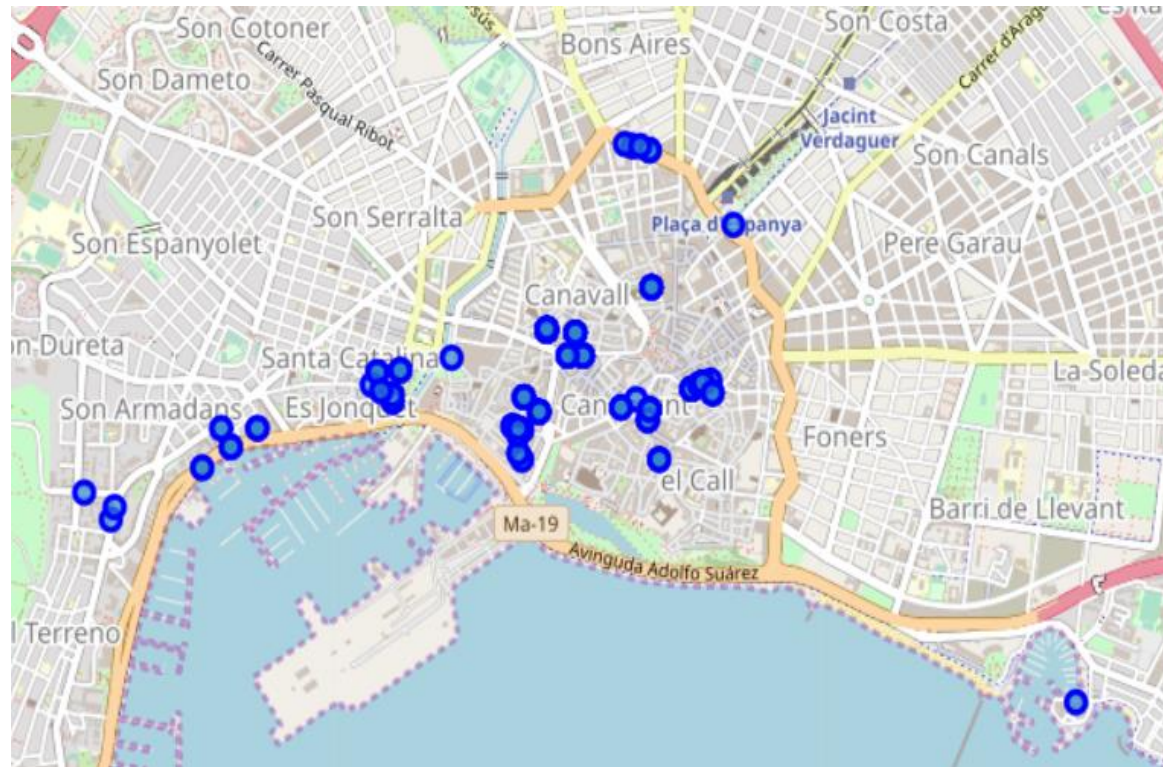 Son Cotoner
Son Costa
Bons Aires
Son Dameto
Carrer Pasqual Ribot
Carrer d'Arago
Jacint
Verdaguer
Son Canals
Son Serralta
Plaça d'Espanya
Son Espanyolet
Pere Garau
Canavall
Santa Catalina
La Soleda
Son Armadans
Es Jonquet
Foners
el Call
Barri de Llevant
Ma-19
Avinguda Adolfo Suárez
Terreno